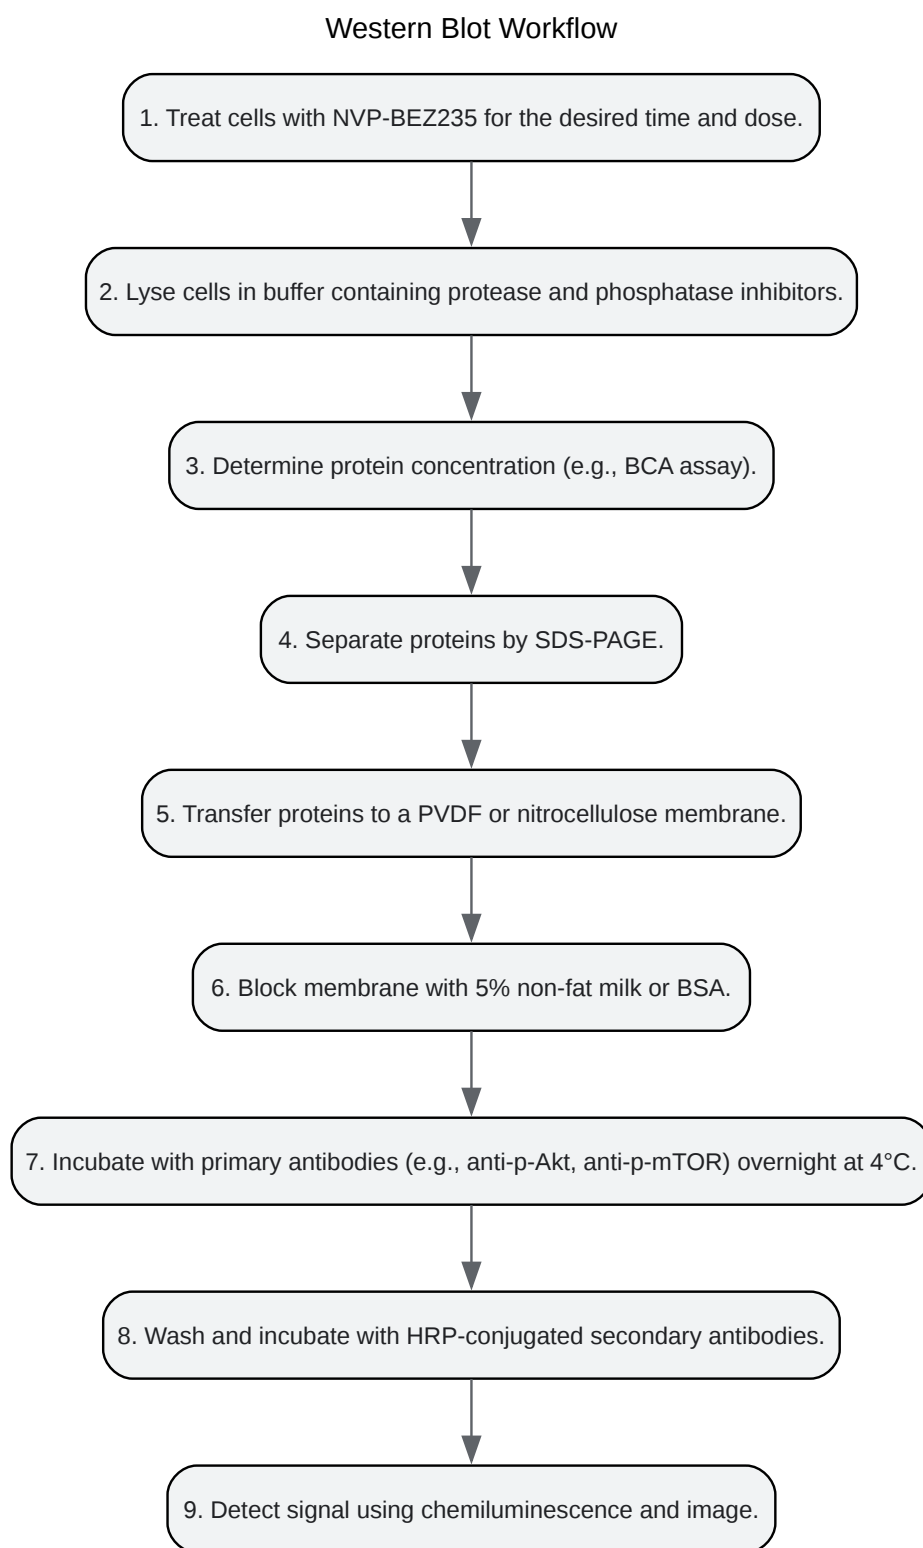 Western Blot Workflow
1. Treat cells with NVP-BEZ235 for the desired time and dose.
2. Lyse cells in buffer containing protease and phosphatase inhibitors.
3. Determine protein concentration (e.g., BCA assay).
4. Separate proteins by SDS-PAGE.
5. Transfer proteins to a PVDF or nitrocellulose membrane.
6. Block membrane with 5% non-fat milk or BSA.
7. Incubate with primary antibodies (e.g., anti-p-Akt, anti-p-mTOR) overnight at 4°C.
8. Wash and incubate with HRP-conjugated secondary antibodies.
9. Detect signal using chemiluminescence and image.